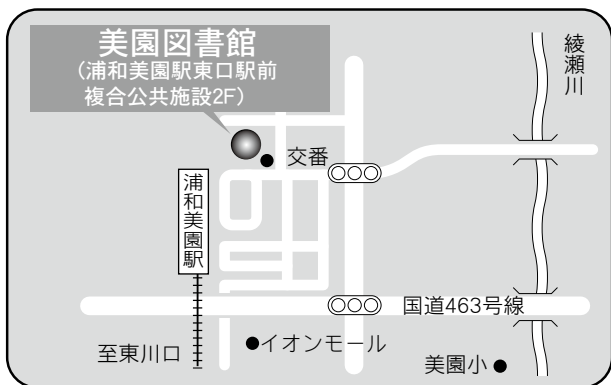 美園図書館
(浦和美園駅東口駅前
複合公共施設2F)
綾瀬川
交番
浦和美園駅
国道463号線
至東川口
イオンモール
美園小